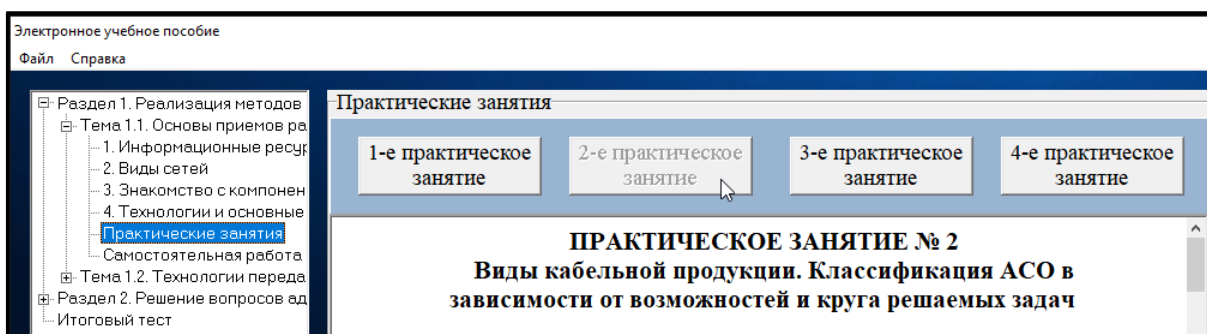 Электронное учебное пособие
Файл Справка
Раздел 1. Реализация методов
Тема 1.1. Основы приемов ра
1. Информационные ресур
2. Виды сетей
3. Знакомство с компонен
4. Технологии и основные
Практические занятия
Самостоятельная работа
Тема 1.2. Технологии переда
Раздел 2. Решение вопросов ад
Итоговый тест
Практические занятия
1-е практическое
занятие
2-е практическое
занятие
3-е практическое
занятие
4-е практическое
занятие
ПРАКТИЧЕСКОЕ ЗАНЯТИЕ № 2
Виды кабельной продукции. Классификация АСО в
зависимости от возможностей и круга решаемых задач